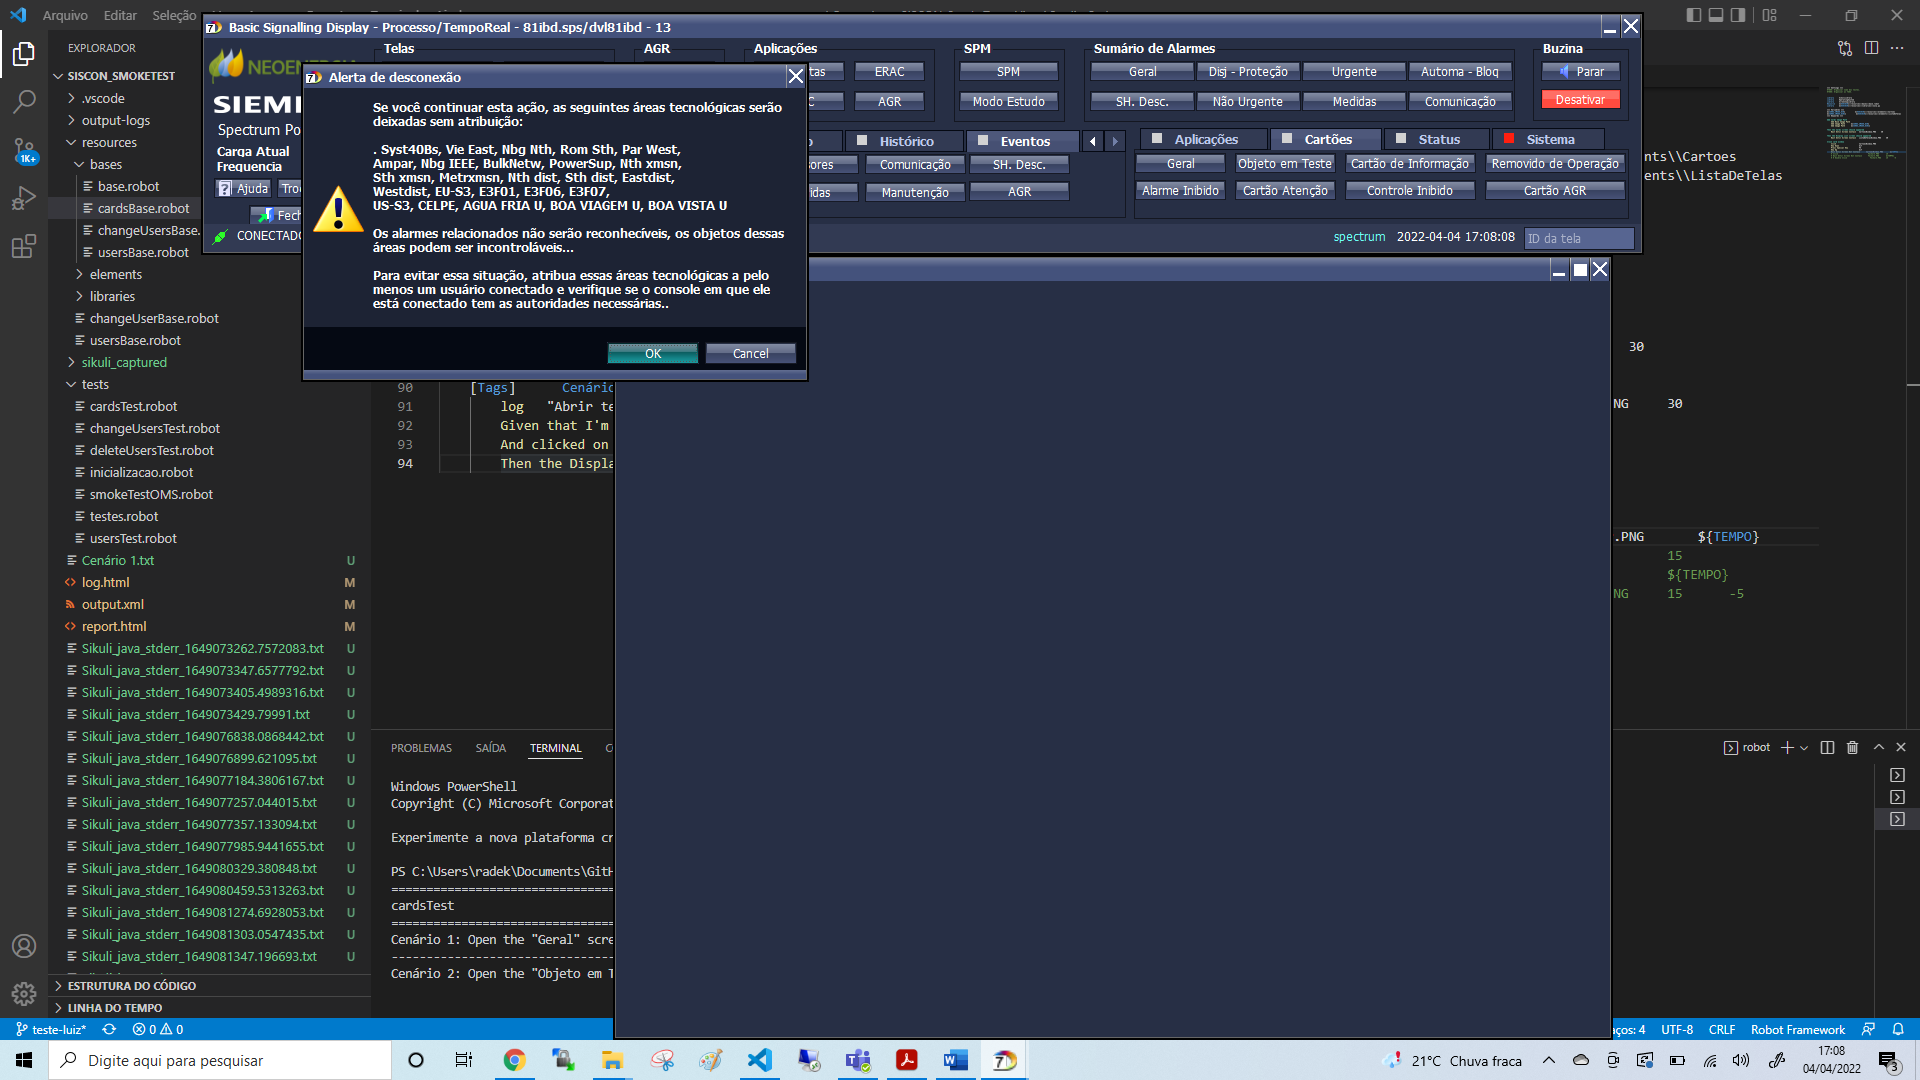 Arquivo Editar Seleção
Basic Signalling Display - Processo/TempoReal - 81ibd.sps/dvl81ibd - 13
EXPLORADOR
SISCON_SMOKETEST
.vscode
output-logs
resources
bases
base.robot
cardsBase.robot
changeUsersBase.
usersBase.robot
elements
libraries
changeUserBase.robot
usersBase.robot
sikuli_captured
tests
cardsTest.robot
changeUsersTest.robot
deleteUsersTest.robot
inicializacao.robot
smokeTestOMS.robot
testes.robot
usersTest.robot
Cenário 1.txt U
log.html M
output.xml M
report.html M
Sikuli_java_stderr_1649073262.7572083.txt U
Sikuli_java_stderr_1649073347.6577792.txt U
Sikuli_java_stderr_1649073405.4989316.txt U
Sikuli_java_stderr_1649073429.79991.txt U
Sikuli_java_stderr_1649076838.0868442.txt U
Sikuli_java_stderr_1649076899.621095.txt U
Sikuli_java_stderr_1649077184.3806167.txt U
Sikuli_java_stderr_1649077257.044015.txt U
Sikuli_java_stderr_1649077357.133094.txt U
Sikuli_java_stderr_1649077985.9441655.txt U
Sikuli_java_stderr_1649080329.380848.txt U
Sikuli_java_stderr_1649080459.5313263.txt U
Sikuli_java_stderr_1649081274.6928053.txt U
Sikuli_java_stderr_1649081303.0547435.txt U
Sikuli_java_stderr_1649081347.196693.txt U
ESTRUTURA DO CÓDIGO
LINHA DO TEMPO
1K+
Telas AGR Aplicações SPM Sumário de Alarmes Buzina
NEOENERGIA
SIEM
Spectrum Po
Carga Atual
Frequencia
Ajuda Troc
Fech
CONECTADO
tas ERAC SPM Geral Disj - Proteção Urgente Automa - Bloq Parar
C AGR Modo Estudo SH. Desc. Não Urgente Medidas Comunicação Desativar
o Histórico Eventos Aplicações Cartões Status Sistema
ores Comunicação SH. Desc. Geral Objeto em Teste Cartão de Informação Removido de Operação
idas Manutenção AGR Alarme Inibido Cartão Atenção Controle Inibido Cartão AGR
spectrum 2022-04-04 17:08:08 ID da tela
Alerta de desconexão
Se você continuar esta ação, as seguintes áreas tecnológicas serão
deixadas sem atribuição:
. Syst40Bs, Vie East, Nbg Nth, Rom Sth, Par West,
Ampar, Nbg IEEE, BulkNetw, PowerSup, Nth xmsn,
Sth xmsn, Metrxmsn, Nth dist, Sth dist, Eastdist,
Westdist, EU-S3, E3F01, E3F06, E3F07,
US-S3, CELPE, AGUA FRIA U, BOA VIAGEM U, BOA VISTA U
Os alarmes relacionados não serão reconhecíveis, os objetos dessas
áreas podem ser incontroláveis...
Para evitar essa situação, atribua essas áreas tecnológicas a pelo
menos um usuário conectado e verifique se o console em que ele
está conectado tem as autoridades necessárias..
OK Cancel
90 [Tags] Cenáric
91 log "Abrir te
92 Given that I'm
93 And clicked on
94 Then the Displa
nts\\Cartoes
ents\\ListaDeTelas
30
NG 30
.PNG ${TEMPO}
15
${TEMPO}
NG 15 -5
PROBLEMAS SAÍDA TERMINAL C
robot
Windows PowerShell
Copyright (C) Microsoft Corporat
Experimente a nova plataforma cr
PS C:\Users\radek\Documents\GitH
==============================
cardsTest
==============================
Cenário 1: Open the "Geral" scre
------------------------------
Cenário 2: Open the "Objeto em T
teste-luiz* 0 0
ços: 4 UTF-8 CRLF Robot Framework
Digite aqui para pesquisar
21°C Chuva fraca
17:08
04/04/2022
3